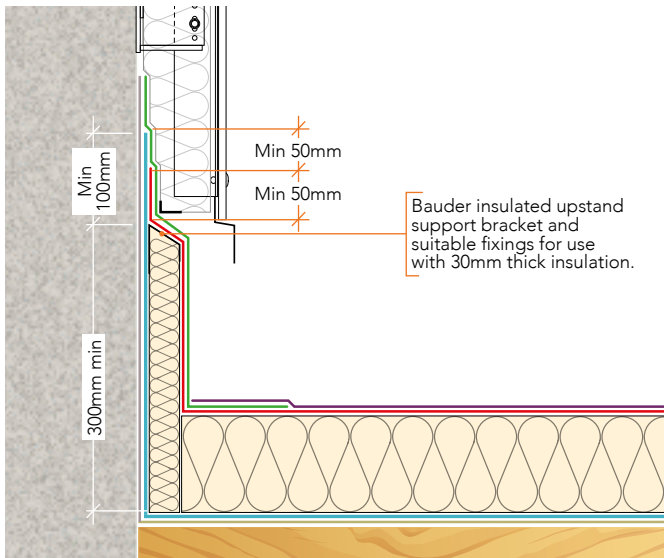 Min 50mm
Min 50mm
Min
100mm
Bauder insulated upstand
support bracket and
suitable fixings for use
with 30mm thick insulation.
300mm min